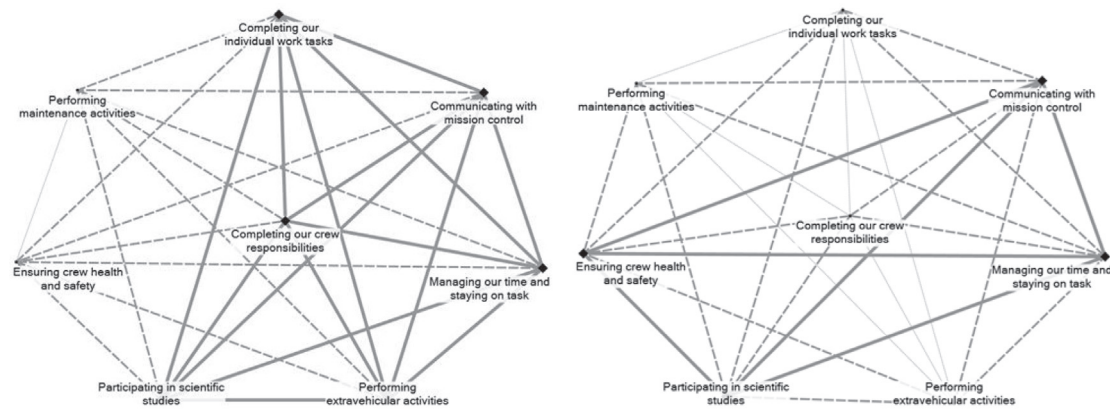 Completing our
individual work tasks
Performing
maintenance activities
Communicating with
mission control
Completing our crew
responsibilities
Ensuring crew health
and safety
Managing our time and
staying on task
Participating in scientific
studies
Performing
extravehicular activities
Completing our
individual work tasks
Performing
maintenance activities
Communicating with
mission control
Completing our crew
responsibilities
Ensuring crew health
and safety
Managing our time and
staying on task
Participating in scientific
studies
Performing
extravehicular activities